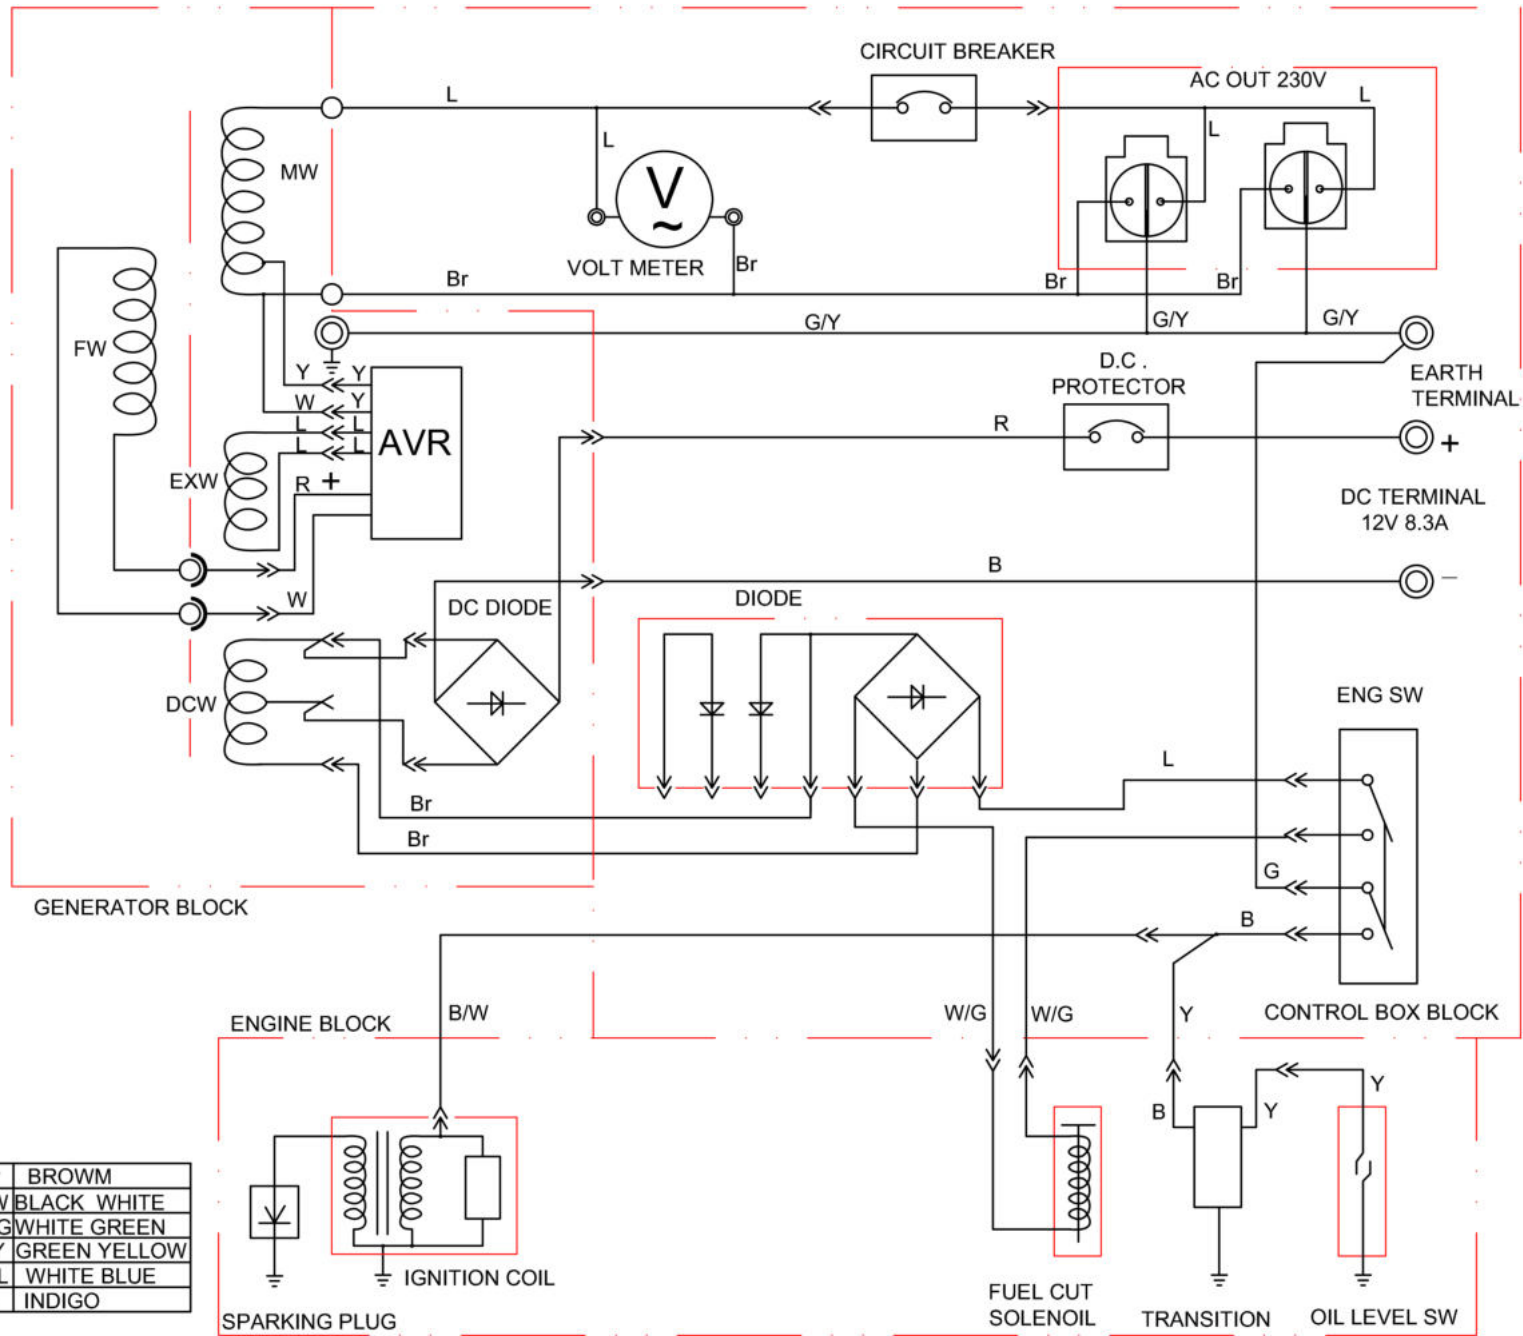 CIRCUIT BREAKER
AC OUT 230V
L
L
L
L
MW
V
~
VOLT METER
Br
Br
Br
Br
G/Y
G/Y
G/Y
FW
Y
Y
W
Y
L
L
L
L
AVR
EXW
R +
W
D.C .
PROTECTOR
R
EARTH
TERMINAL
+
DC TERMINAL
12V 8.3A
B
−
DC DIODE
DIODE
DCW
ENG SW
L
Br
Br
G
B
GENERATOR BLOCK
B/W
W/G
W/G
Y
CONTROL BOX BLOCK
ENGINE BLOCK
B
Y
Y
BROWM
W BLACK WHITE
G WHITE GREEN
Y GREEN YELLOW
L WHITE BLUE
INDIGO
IGNITION COIL
SPARKING PLUG
FUEL CUT
SOLENOIL
TRANSITION
OIL LEVEL SW